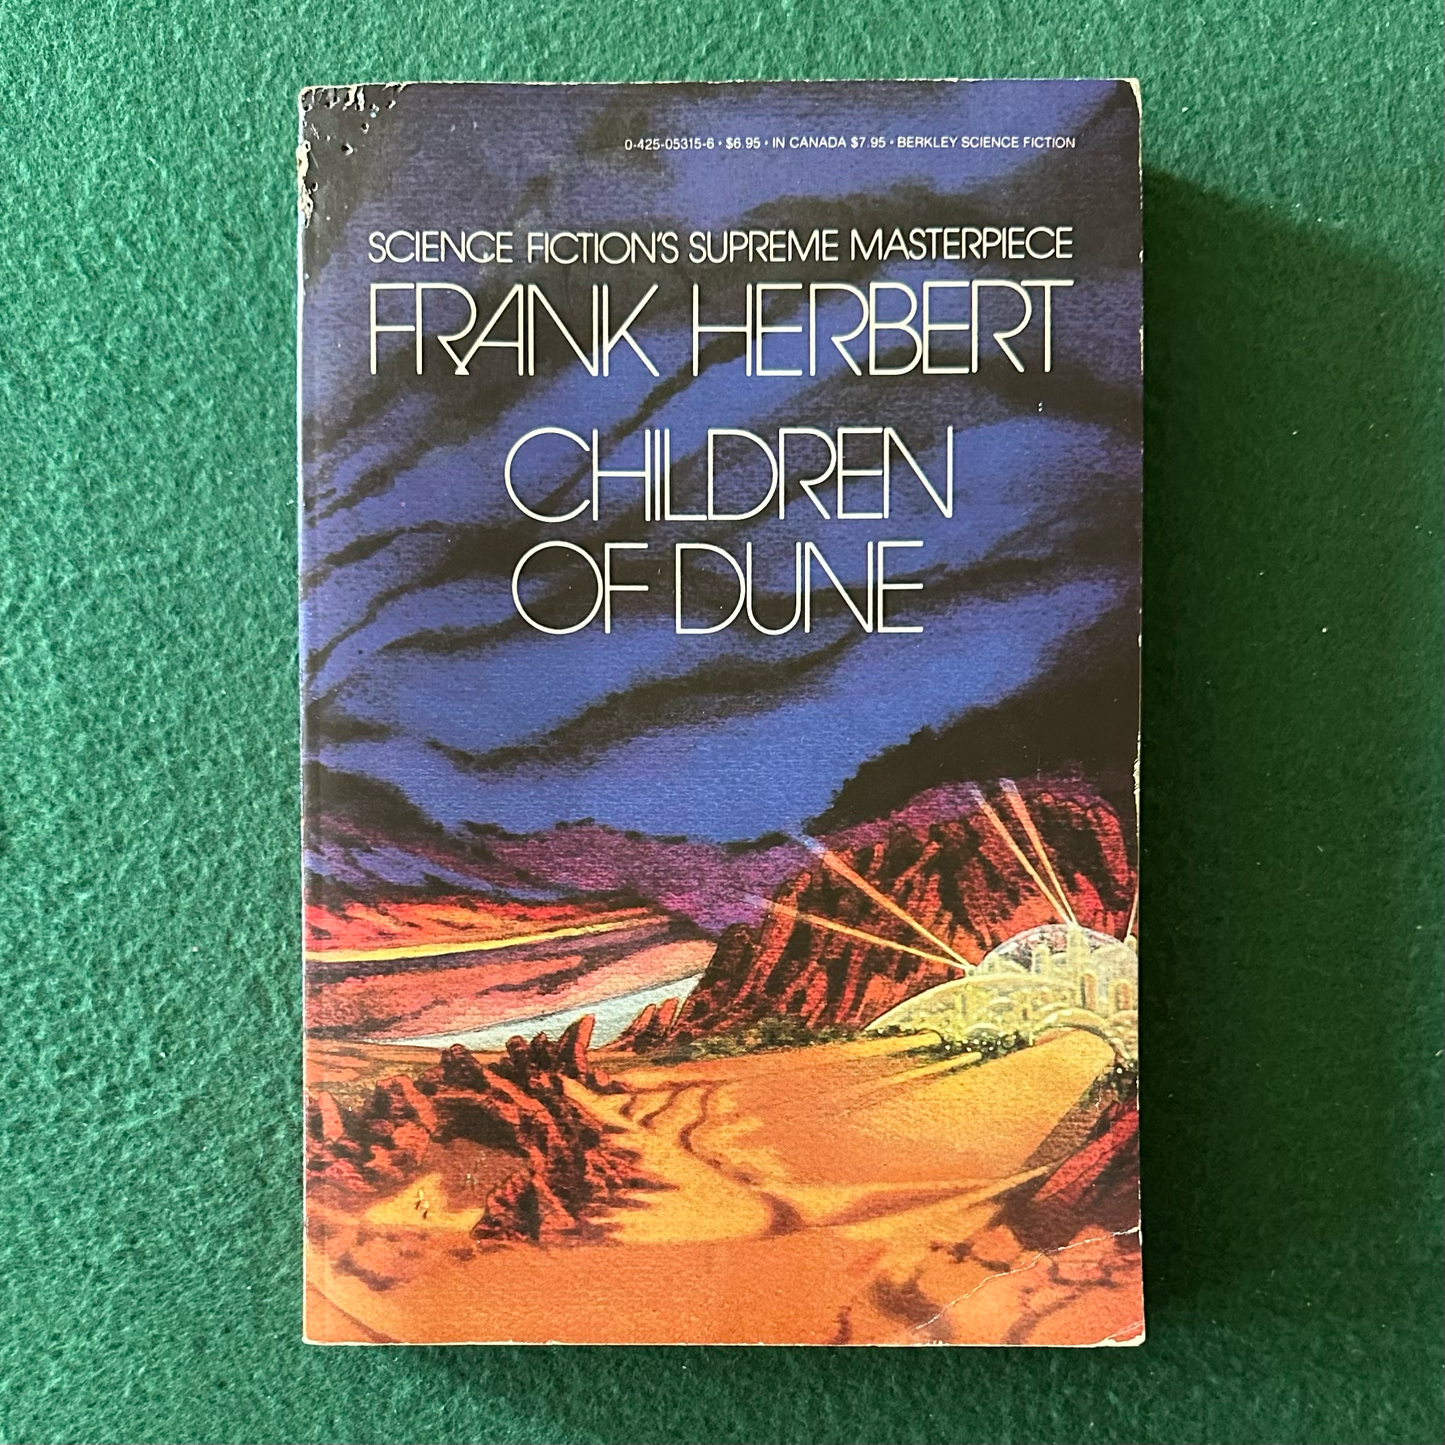 0-425-05315-6 • $6.95 • IN CANADA $7.95 • BERKLEY SCIENCE FICTION
SCIENCE FICTION'S SUPREME MASTERPIECE
FRANK HERBERT
CHILDREN
OF DUNE